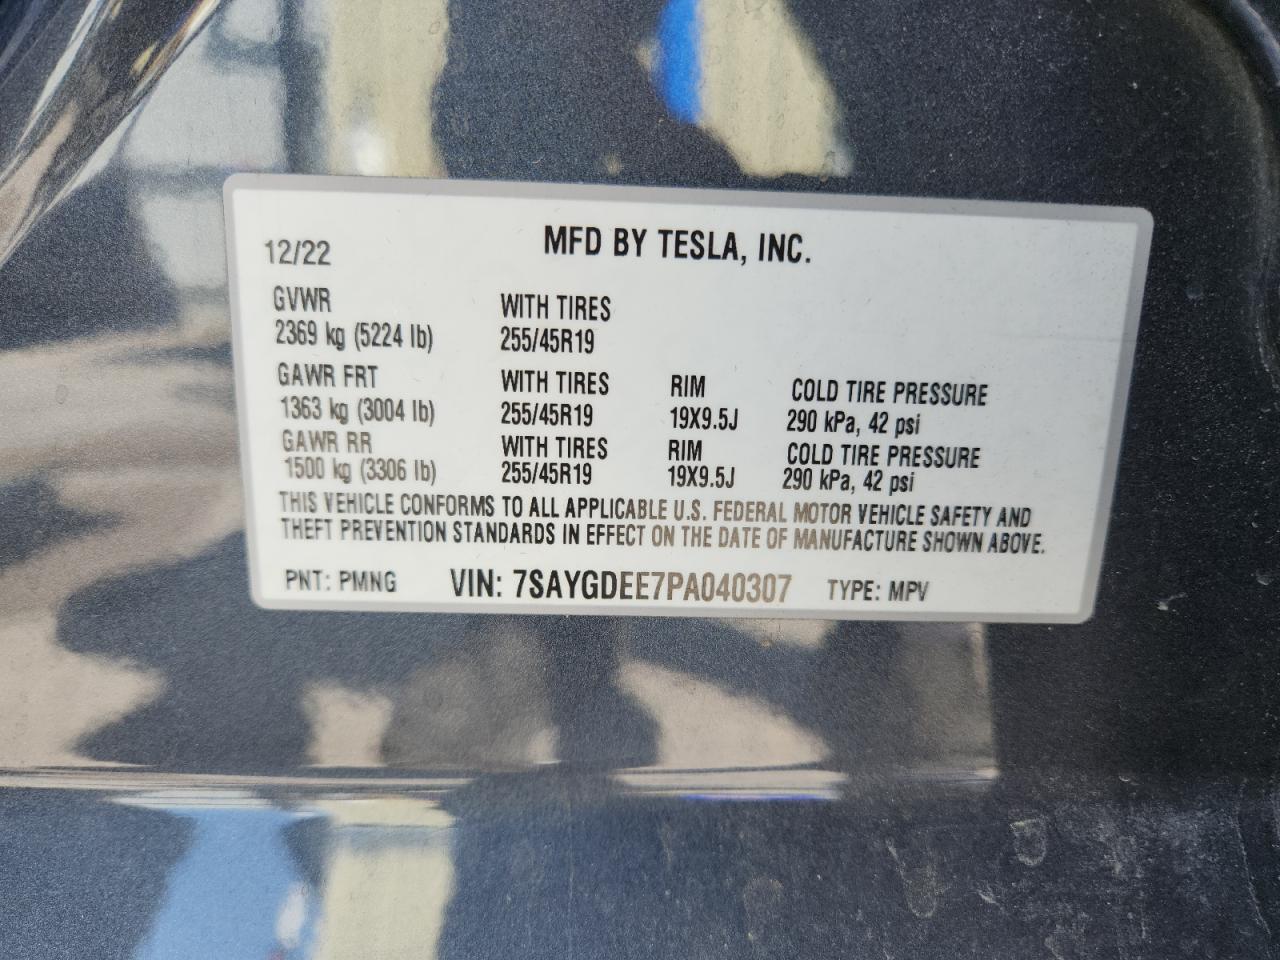 MFD BY TESLA, INC.
12/22
GVWR WITH TIRES
2369 kg (5224 lb) 255/45R19
GAWR FRT WITH TIRES RIM COLD TIRE PRESSURE
1363 kg (3004 lb) 255/45R19 19X9.5J 290 kPa, 42 psi
GAWR RR WITH TIRES RIM COLD TIRE PRESSURE
1500 kg (3306 lb) 255/45R19 19X9.5J 290 kPa, 42 psi
THIS VEHICLE CONFORMS TO ALL APPLICABLE U.S. FEDERAL MOTOR VEHICLE SAFETY AND
THEFT PREVENTION STANDARDS IN EFFECT ON THE DATE OF MANUFACTURE SHOWN ABOVE.
PNT: PMNG VIN: 7SAYGDEE7PA040307 TYPE: MPV